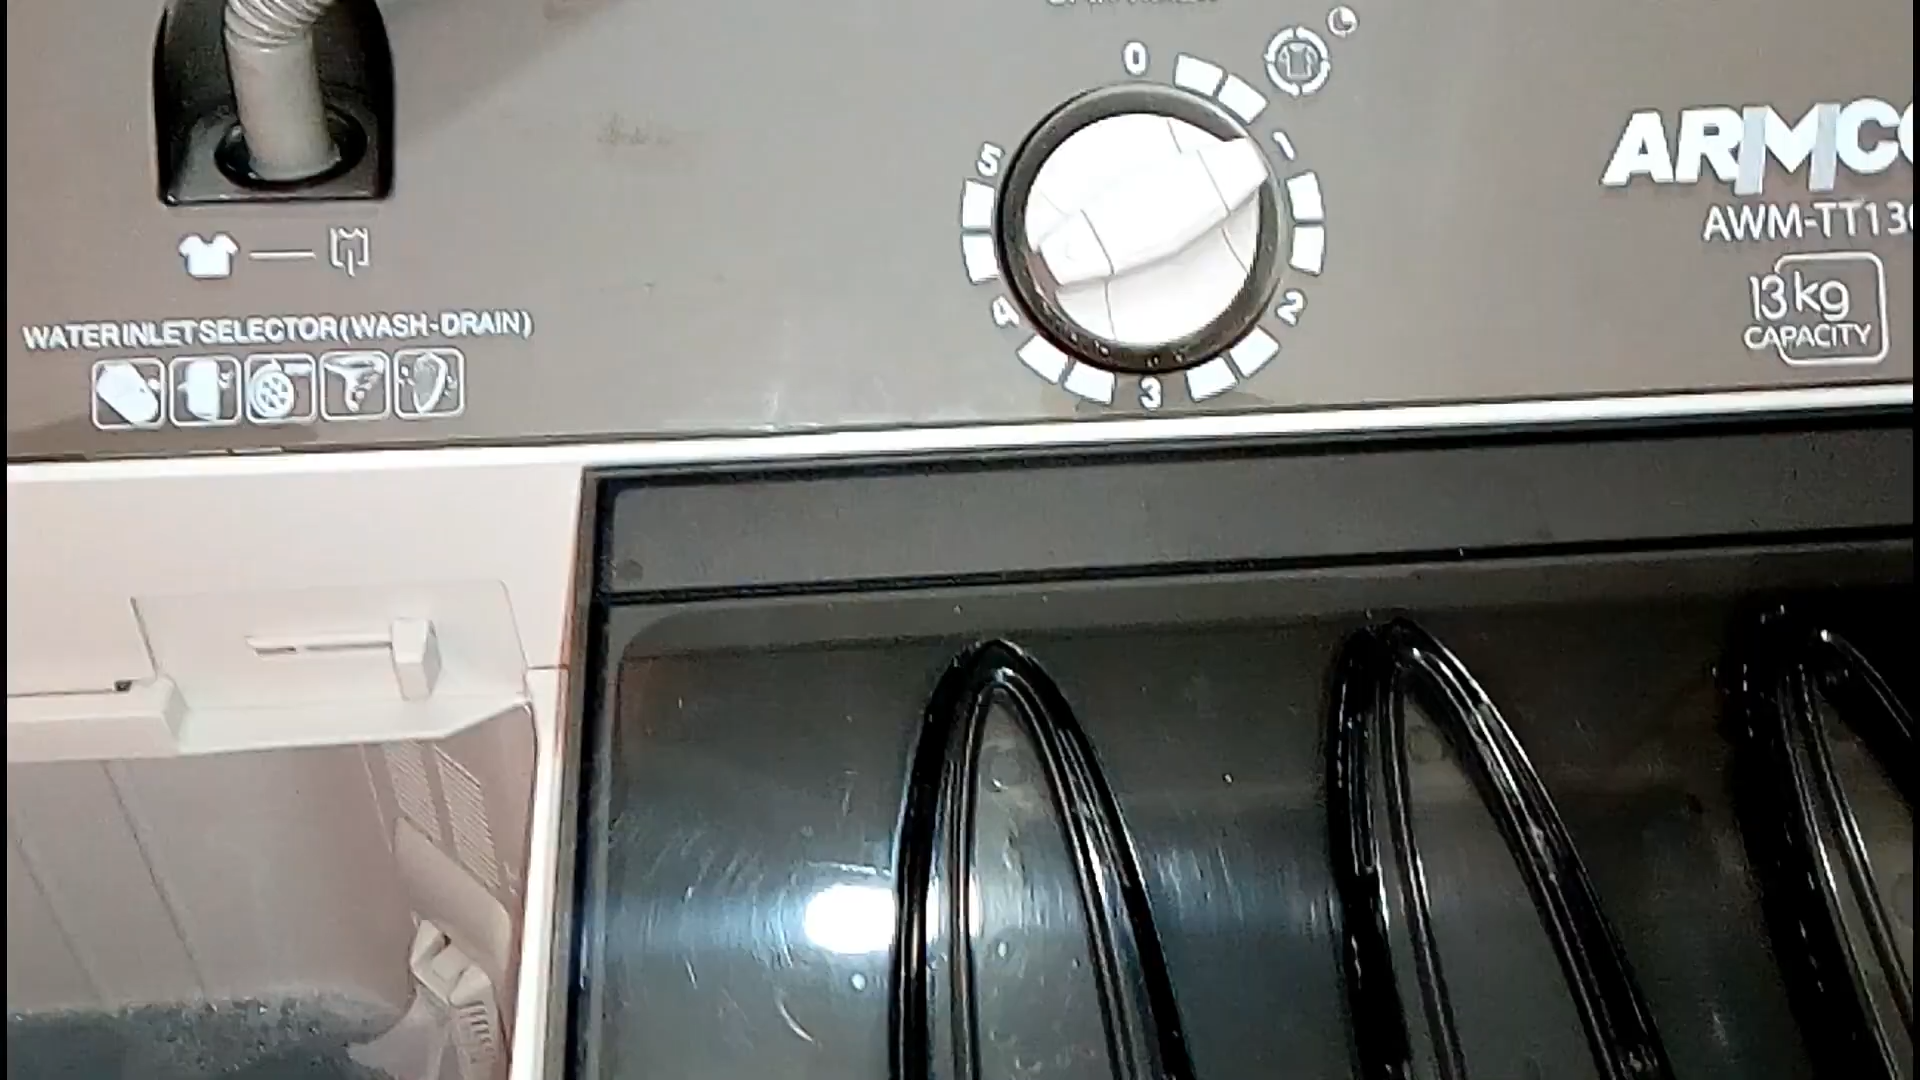 0
1
2
3
4
5
ARMCO
AWM-TT13
13kg
CAPACITY
WATER INLET SELECTOR (WASH-DRAIN)